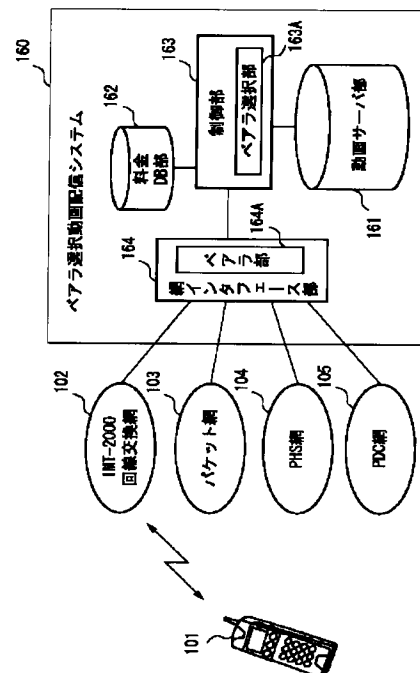 160
ベアラ選択動画配信システム
162
料金
DB部
163
制御部
163A
ベアラ選択部
動画サーバ部
161
164
164A
ベアラ部
網インタフェース部
102
IMT-2000
回線交換網
103
パケット網
104
PHS網
105
PDC網
101